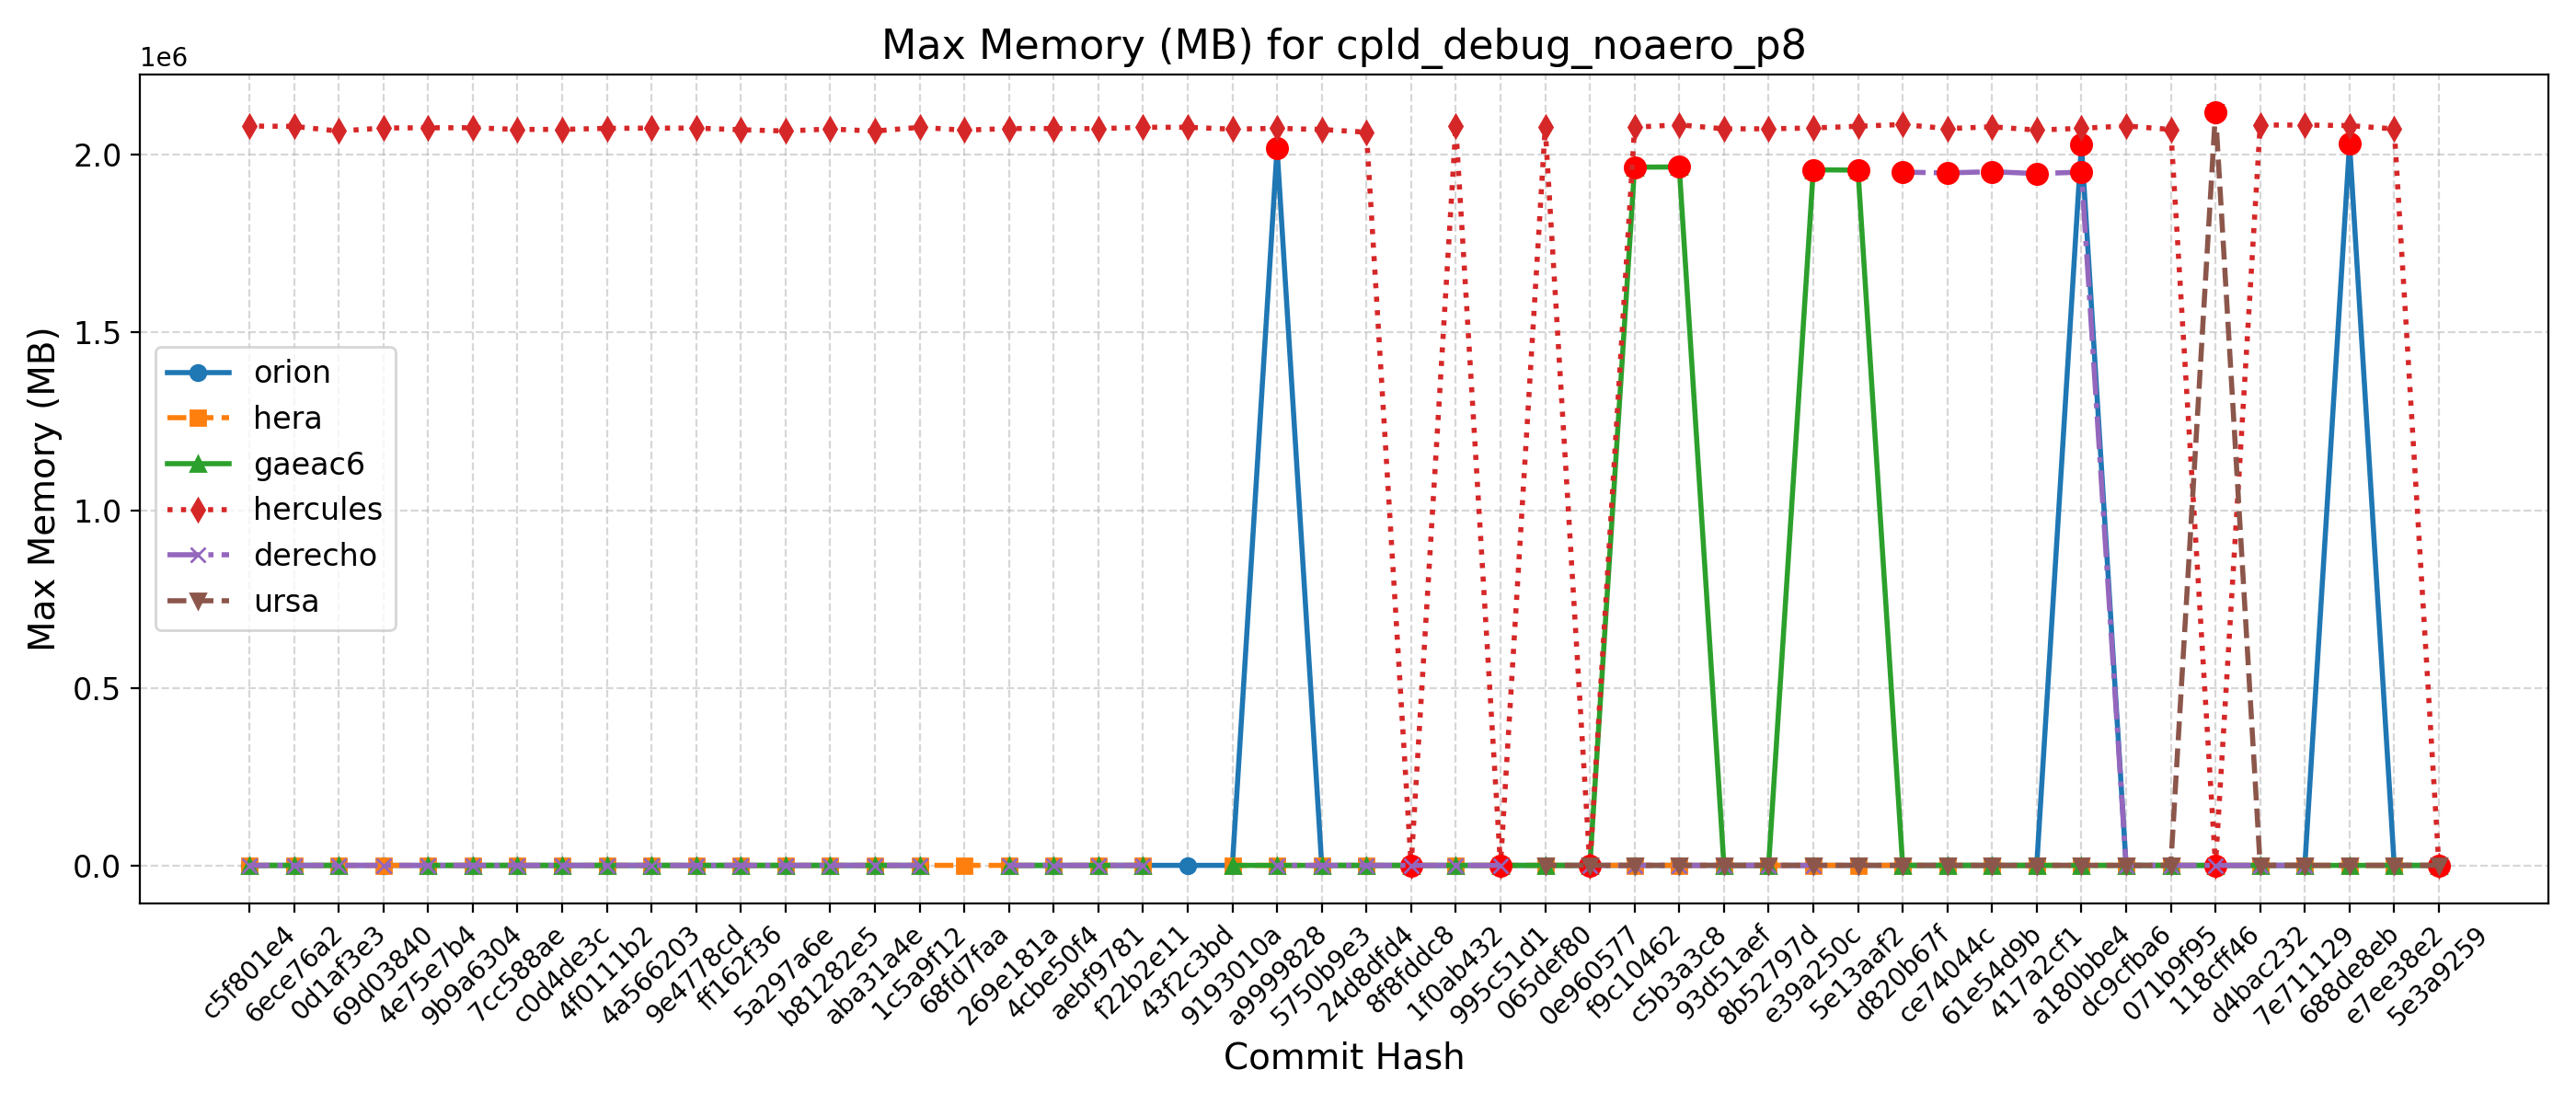 Max Memory (MB) for cpld_debug_noaero_p8
1e6
2.0
1.5
1.0
0.5
0.0
Max Memory (MB)
orion
hera
gaeac6
hercules
derecho
ursa
c5f801e4
6ece76a2
0d1af3e3
69d03840
4e75e7b4
9b9a6304
7cc588ae
c0d4de3c
4f0111b2
4a566203
9e4778cd
ff162f36
5a297a6e
b81282e5
aba31a4e
1c5a9f12
68fd7faa
269e181a
4cbe50f4
aebf9781
f22b2e11
43f2c3bd
9193010a
a9999828
5750b9e3
24d8dfd4
8f8fddc8
1f0ab432
995c51d1
065def80
0e960577
f9c10462
c5b3a3c8
93d51aef
8b52797d
e39a250c
5e13aaf2
d820b67f
ce74044c
61e54d9b
417a2cf1
a180bbe4
dc9cfba6
071b9f95
118cff46
d4bac232
7e711129
688de8eb
e7ee38e2
5e3a9259
Commit Hash